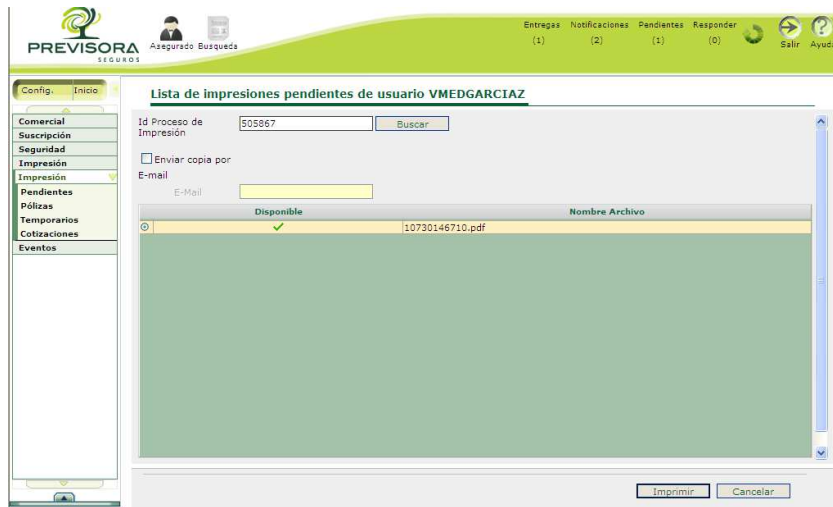 PREVISORA
SEGUROS
Asegurado Busqueda
Entregas Notificaciones Pendientes Responder
(1) (2) (1) (0)
Salir Ayuda
Config. Inicio
Lista de impresiones pendientes de usuario VMEDGARCIAZ
Comercial
Suscripción
Seguridad
Impresión
Impresión
Pendientes
Pólizas
Temporarios
Cotizaciones
Eventos
Id Proceso de
Impresión
505867
Buscar
Enviar copia por
E-mail
E-Mail
Disponible Nombre Archivo
10730146710.pdf
Imprimir Cancelar